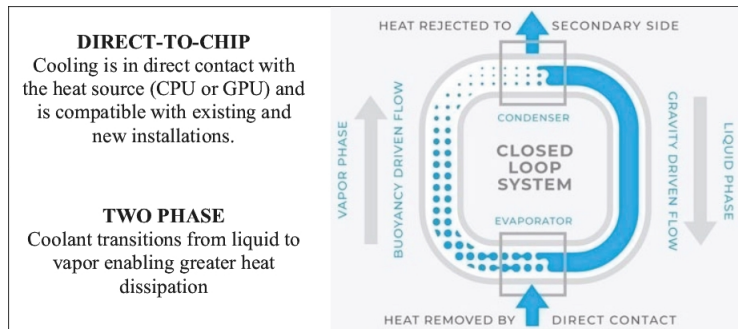 DIRECT-TO-CHIP
Cooling is in direct contact with
the heat source (CPU or GPU) and
is compatible with existing and
new installations.
TWO PHASE
Coolant transitions from liquid to
vapor enabling greater heat
dissipation
HEAT REJECTED TO SECONDARY SIDE
CONDENSER
VAPOR PHASE
BUOYANCY DRIVEN FLOW
CLOSED
LOOP
SYSTEM
GRAVITY DRIVEN FLOW
LIQUID PHASE
EVAPORATOR
HEAT REMOVED BY DIRECT CONTACT